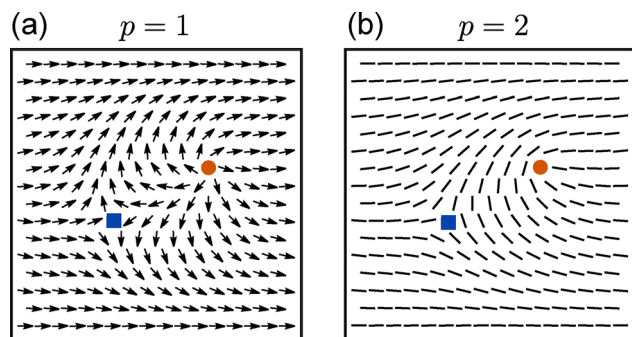 (a) p = 1
(b) p = 2